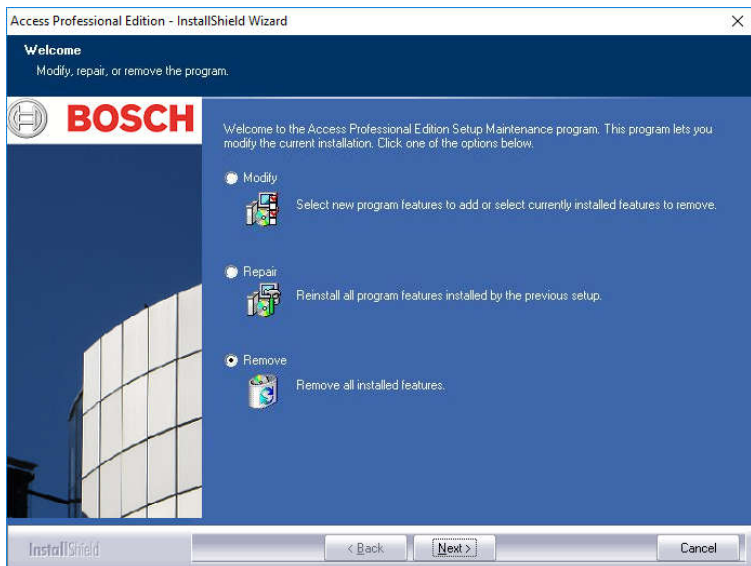 Access Professional Edition - InstallShield Wizard
Welcome
Modify, repair, or remove the program.
BOSCH
Welcome to the Access Professional Edition Setup Maintenance program. This program lets you
modify the current installation. Click one of the options below.
Modify
Select new program features to add or select currently installed features to remove.
Repair
Reinstall all program features installed by the previous setup.
Remove
Remove all installed features.
InstallShield
< Back
Next >
Cancel